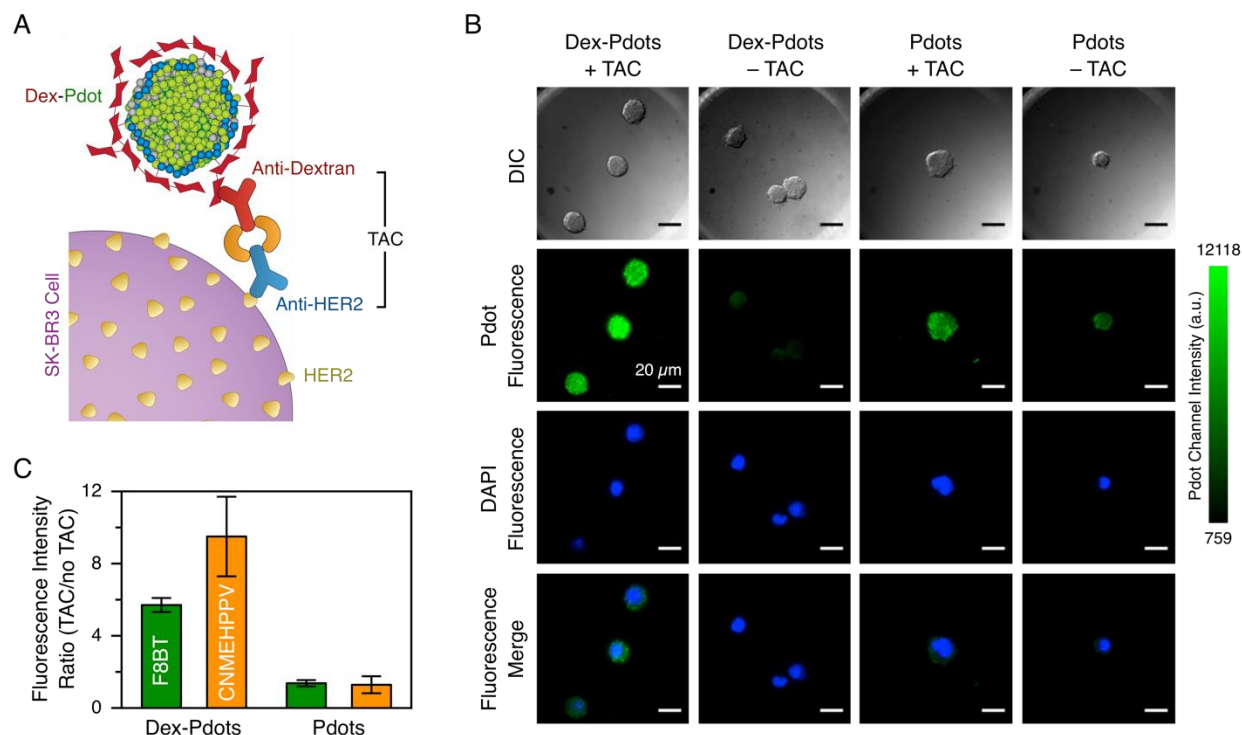 A
Dex-Pdot
Anti-Dextran
TAC
Anti-HER2
SK-BR3 Cell
HER2
B
Dex-Pdots
+ TAC
Dex-Pdots
– TAC
Pdots
+ TAC
Pdots
– TAC
DIC
Pdot
Fluorescence
20 µm
DAPI
Fluorescence
Fluorescence
Merge
12118
Pdot Channel Intensity (a.u.)
759
C
Fluorescence Intensity
Ratio (TAC/no TAC)
12
8
4
0
F8BT
CNMEHPPV
Dex-Pdots
Pdots